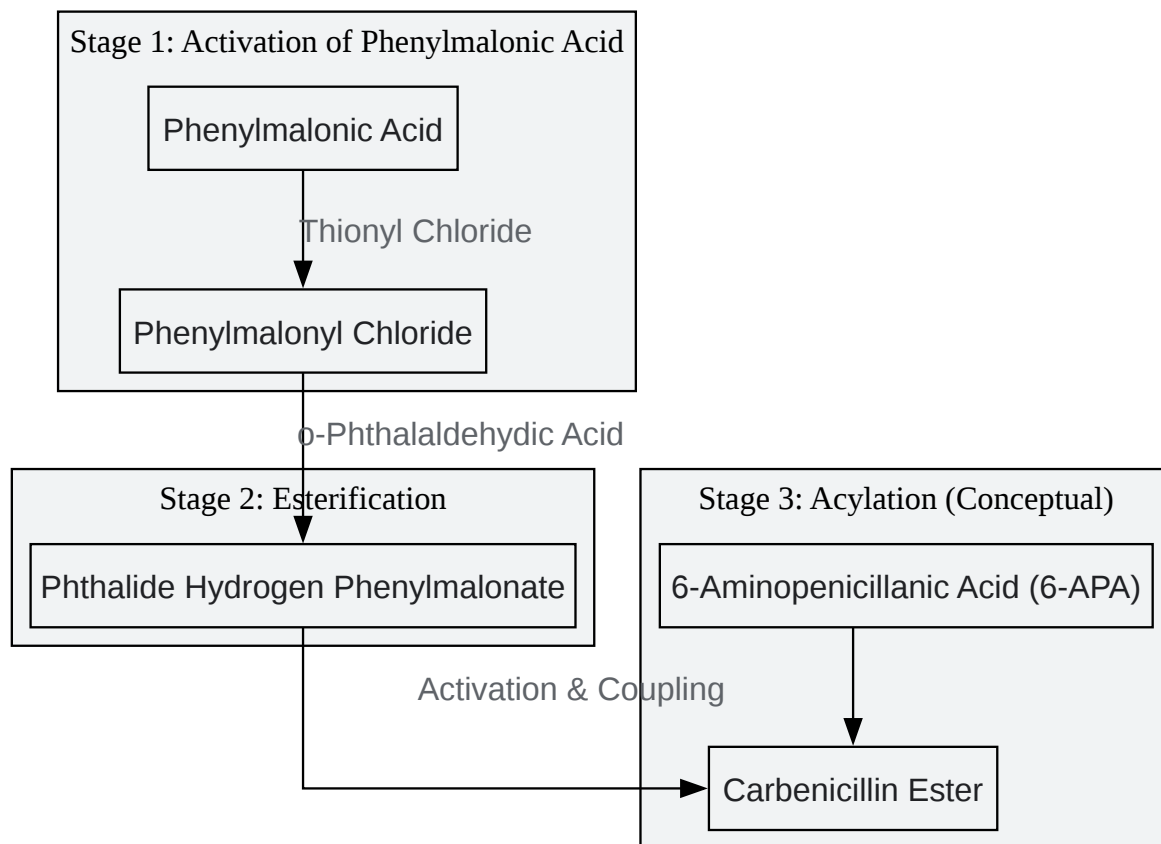 Stage 1: Activation of Phenylmalonic Acid
Phenylmalonic Acid
Thionyl Chloride
Phenylmalonyl Chloride
o-Phthalaldehydic Acid
Stage 2: Esterification
Phthalide Hydrogen Phenylmalonate
Stage 3: Acylation (Conceptual)
6-Aminopenicillanic Acid (6-APA)
Activation & Coupling
Carbenicillin Ester